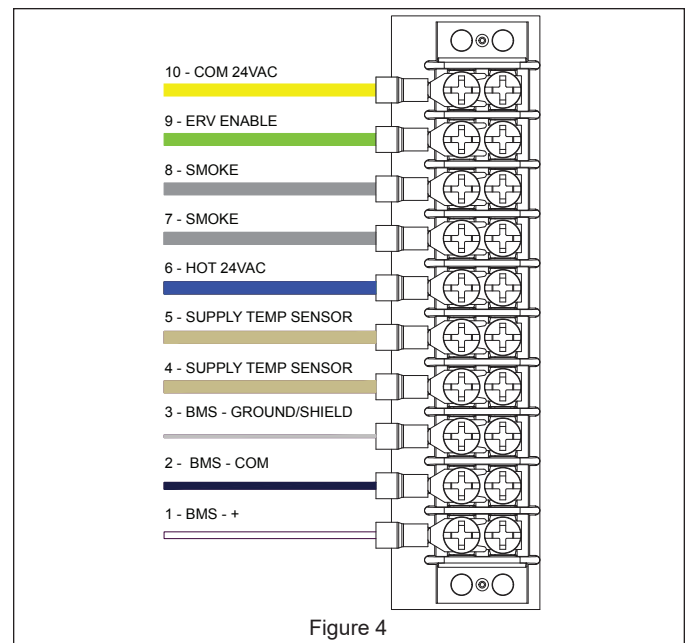 10 - COM 24VAC
9 - ERV ENABLE
8 - SMOKE
7 - SMOKE
6 - HOT 24VAC
5 - SUPPLY TEMP SENSOR
4 - SUPPLY TEMP SENSOR
3 - BMS - GROUND/SHIELD
2 - BMS - COM
1 - BMS - +
Figure 4